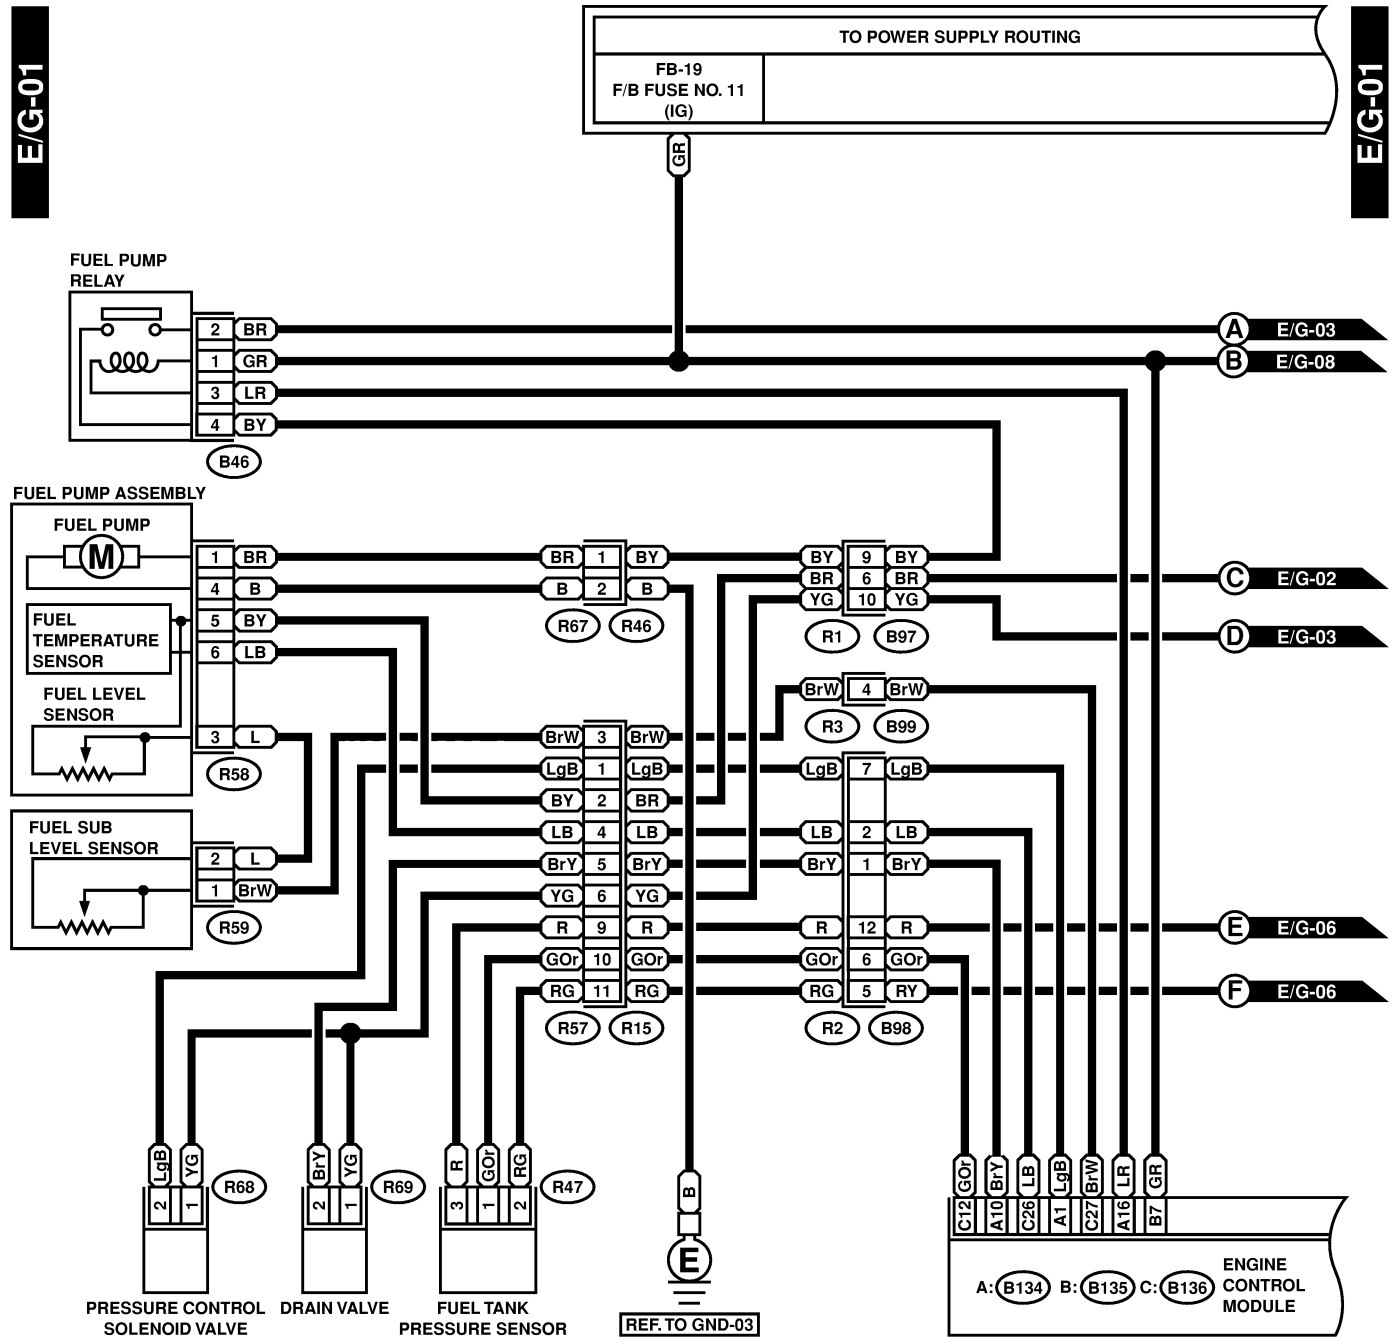 E/G-01
E/G-01
TO POWER SUPPLY ROUTING
FB-19
F/B FUSE NO. 11
(IG)
GR
FUEL PUMP
RELAY
2 BR
A E/G-03
1 GR
B E/G-08
3 LR
4 BY
B46
FUEL PUMP ASSEMBLY
FUEL PUMP
M
1 BR
BR 1 BY
BY 9 BY
4 B
B 2 B
BR 6 BR
C E/G-02
YG 10 YG
R67 R46
R1 B97
D E/G-03
FUEL
TEMPERATURE
SENSOR
5 BY
6 LB
FUEL LEVEL
SENSOR
3 L
R58
BrW 4 BrW
R3 B99
BrW 3 BrW
LgB 1 LgB
LgB 7 LgB
BY 2 BR
LB 4 LB
LB 2 LB
BrY 5 BrY
BrY 1 BrY
YG 6 YG
R 9 R
R 12 R
E E/G-06
GOr 10 GOr
GOr 6 GOr
RG 11 RG
RG 5 RY
F E/G-06
R57 R15
R2 B98
FUEL SUB
LEVEL SENSOR
2 L
1 BrW
R59
LgB YG
2 1
R68
PRESSURE CONTROL
SOLENOID VALVE
BrY YG
2 1
R69
DRAIN VALVE
R GOr RG
3 1 2
R47
FUEL TANK
PRESSURE SENSOR
B
E
REF. TO GND-03
GOr BrY LB LgB BrW LR GR
C12 A10 C26 A1 C27 A16 B7
A: B134 B: B135 C: B136
ENGINE
CONTROL
MODULE